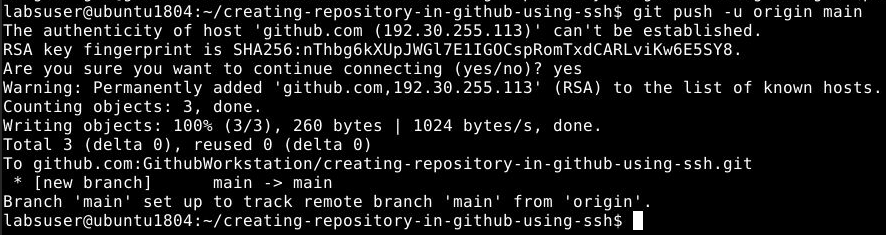 labsuser@ubuntu1804:~/creating-repository-in-github-using-ssh$ git push -u origin main
The authenticity of host 'github.com (192.30.255.113)' can't be established.
RSA key fingerprint is SHA256:nThbg6kXUpJWGl7E1IGOCspRomTxdCARLviKw6E5SY8.
Are you sure you want to continue connecting (yes/no)? yes
Warning: Permanently added 'github.com,192.30.255.113' (RSA) to the list of known hosts.
Counting objects: 3, done.
Writing objects: 100% (3/3), 260 bytes | 1024 bytes/s, done.
Total 3 (delta 0), reused 0 (delta 0)
To github.com:GithubWorkstation/creating-repository-in-github-using-ssh.git
 * [new branch]      main -> main
Branch 'main' set up to track remote branch 'main' from 'origin'.
labsuser@ubuntu1804:~/creating-repository-in-github-using-ssh$